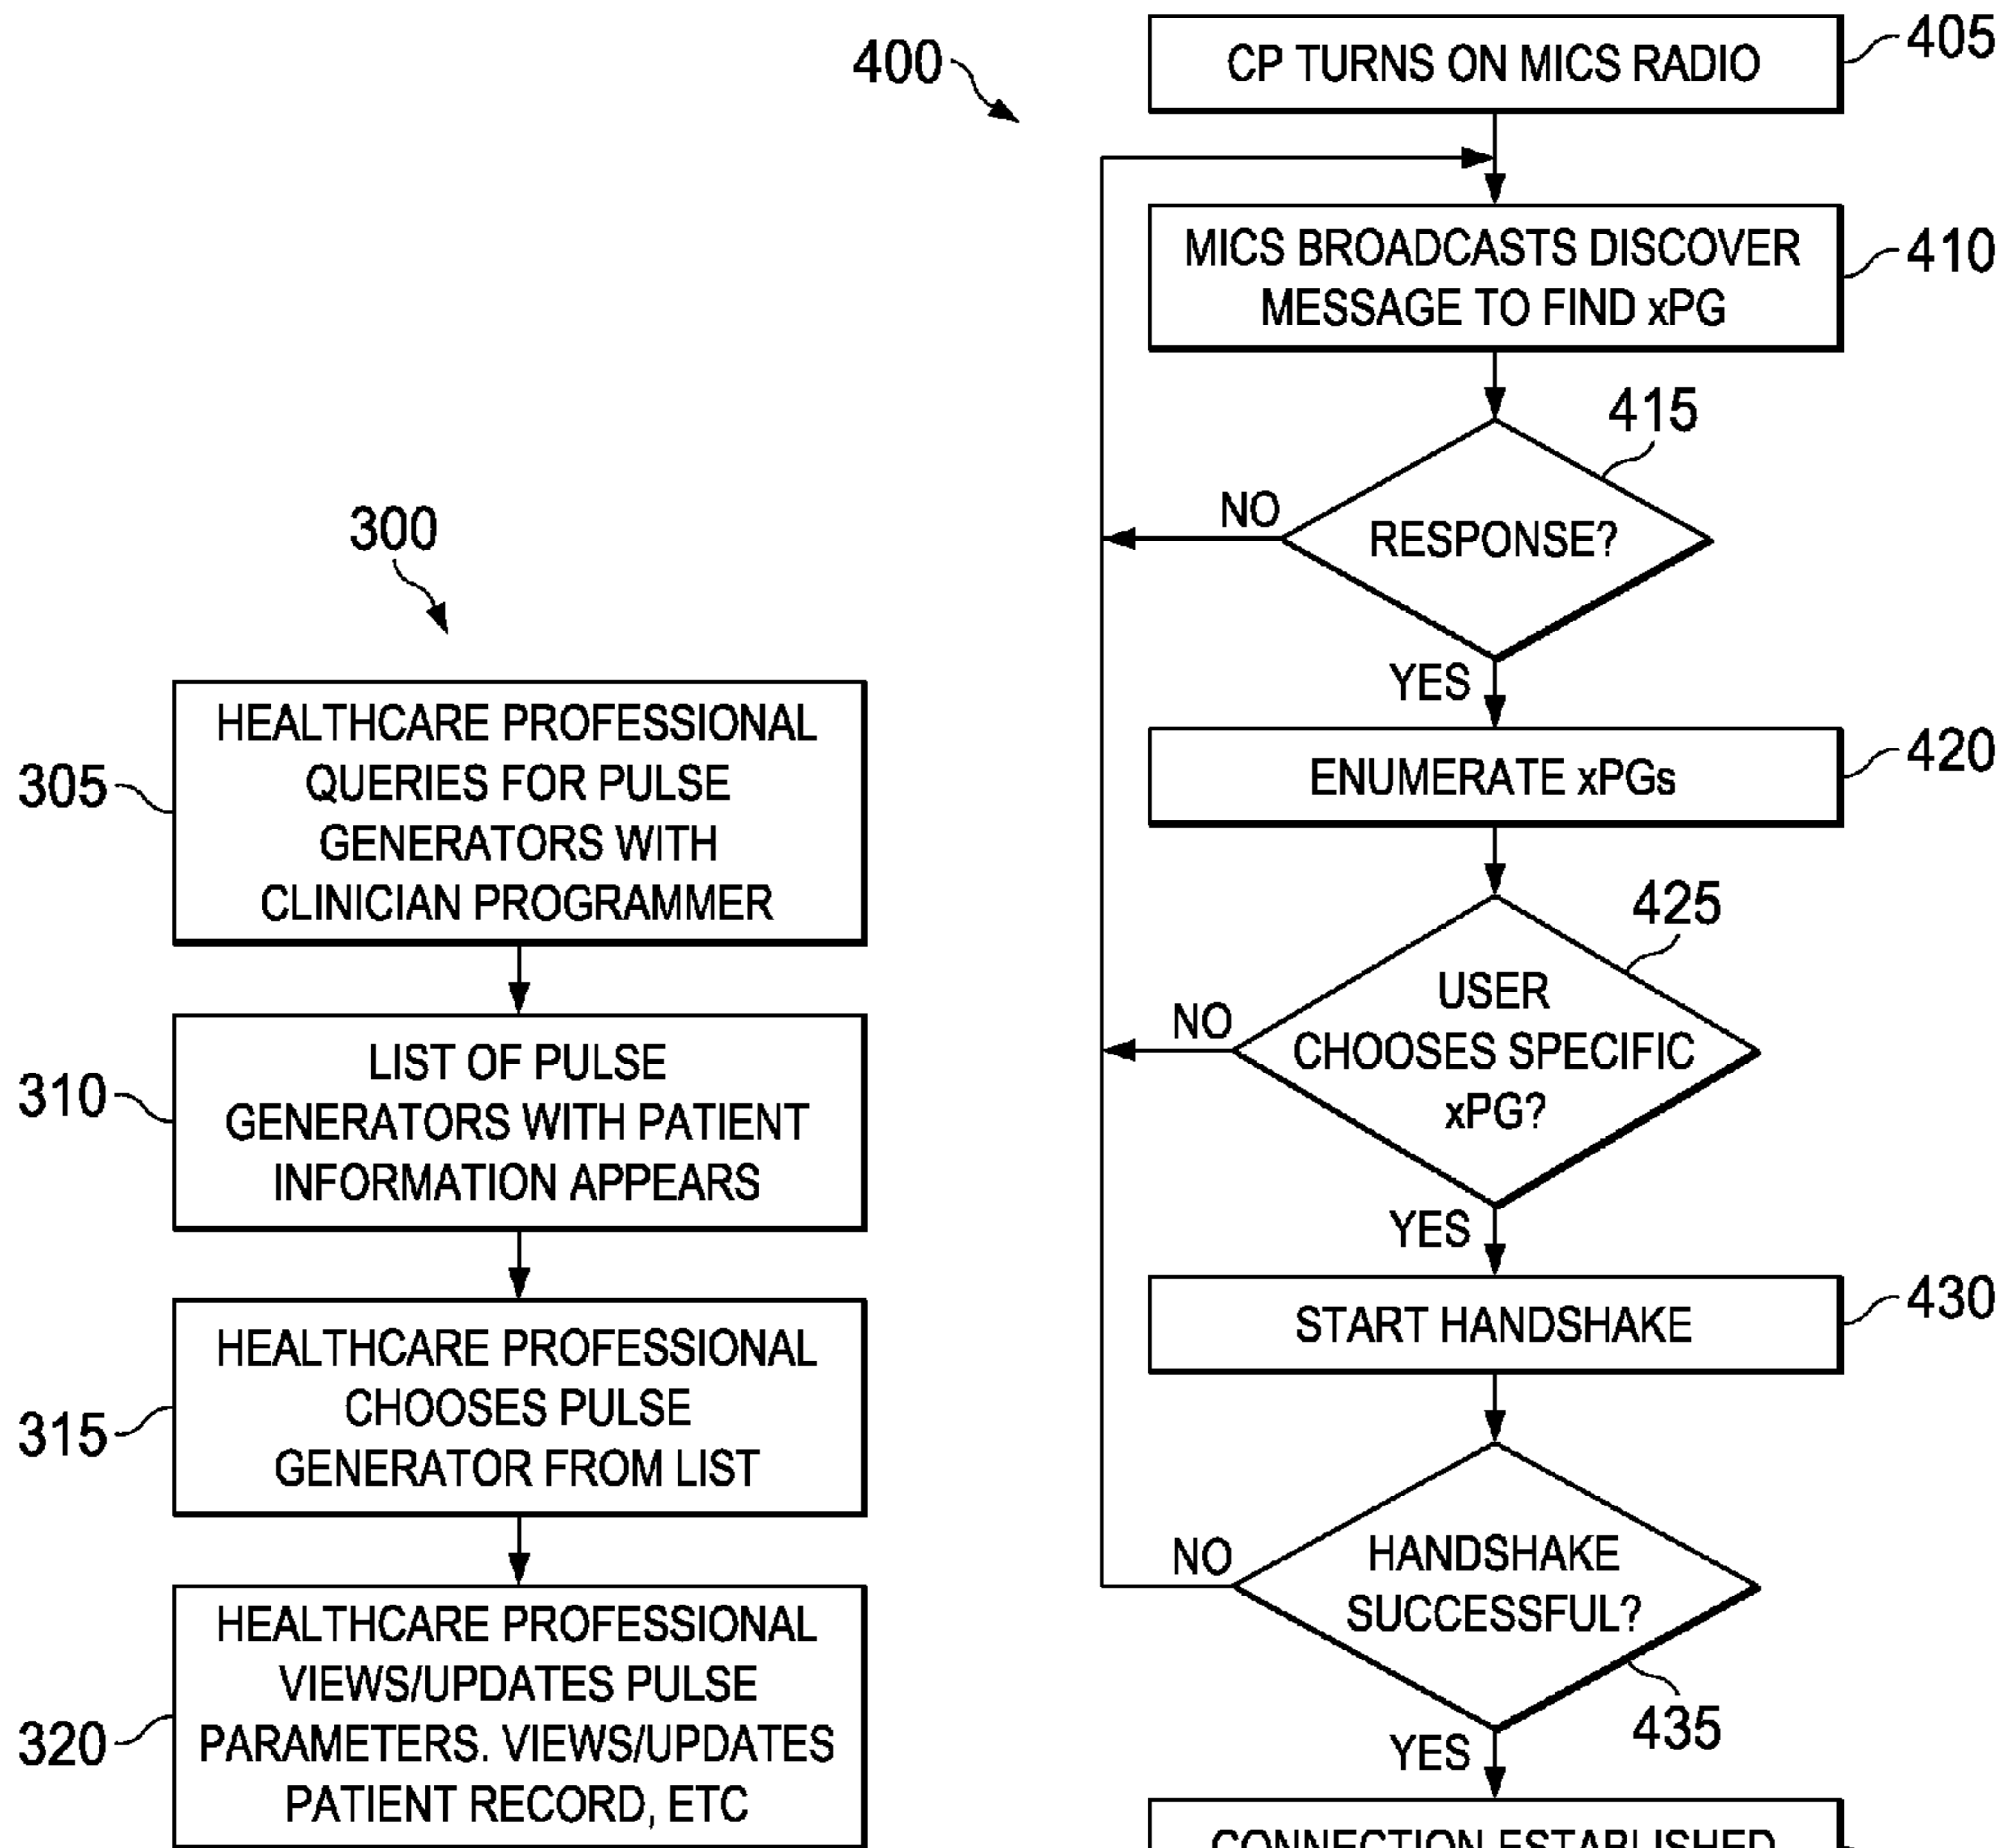 300
305
HEALTHCARE PROFESSIONAL
QUERIES FOR PULSE
GENERATORS WITH
CLINICIAN PROGRAMMER
310
LIST OF PULSE
GENERATORS WITH PATIENT
INFORMATION APPEARS
315
HEALTHCARE PROFESSIONAL
CHOOSES PULSE
GENERATOR FROM LIST
320
HEALTHCARE PROFESSIONAL
VIEWS/UPDATES PULSE
PARAMETERS. VIEWS/UPDATES
PATIENT RECORD, ETC
400
CP TURNS ON MICS RADIO
405
MICS BROADCASTS DISCOVER
MESSAGE TO FIND xPG
410
415
RESPONSE?
NO
YES
ENUMERATE xPGs
420
425
USER
CHOOSES SPECIFIC
xPG?
NO
YES
START HANDSHAKE
430
HANDSHAKE
SUCCESSFUL?
NO
435
YES
CONNECTION ESTABLISHED